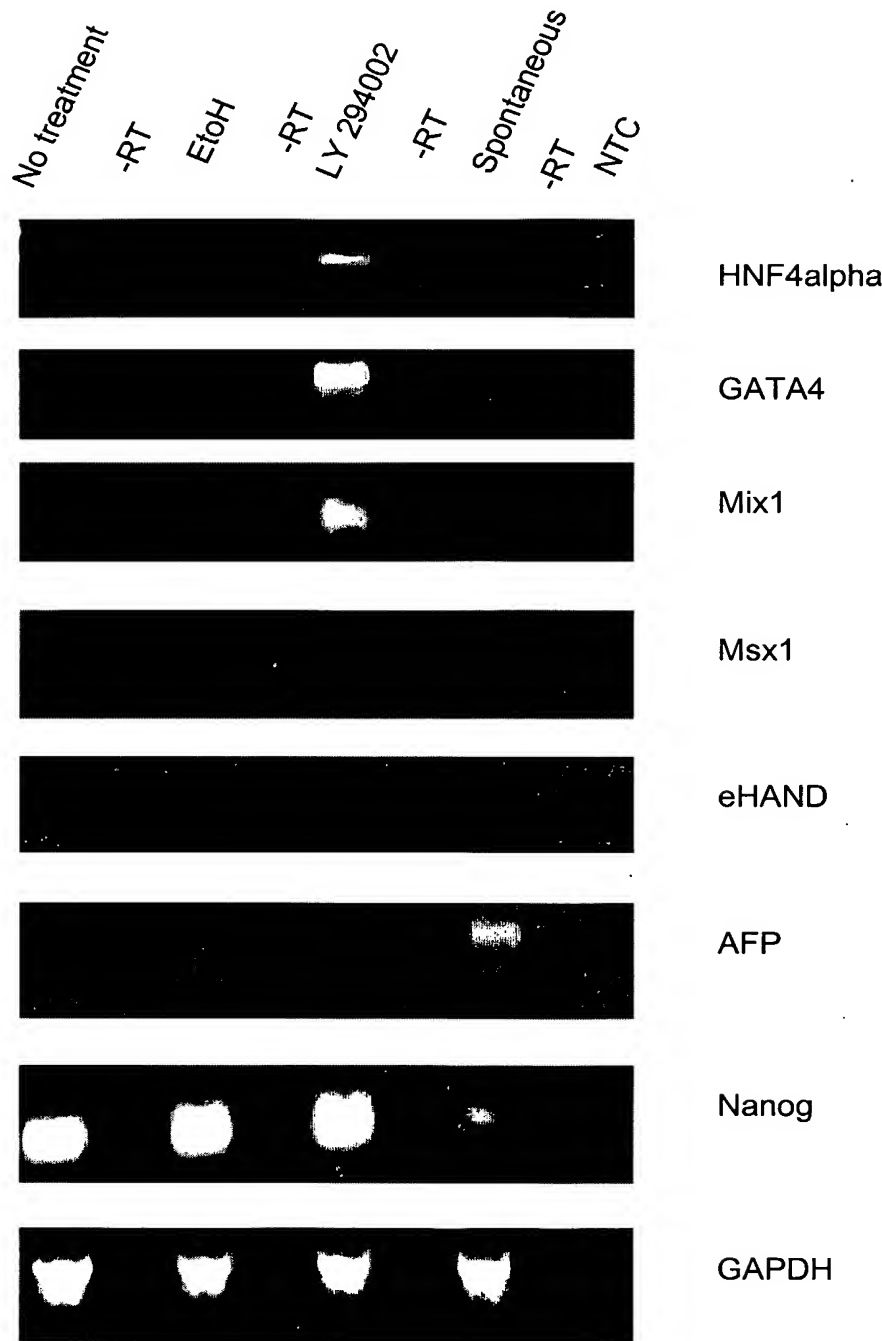 No treatment
-RT
EtoH
-RT
LY 294002
-RT
Spontaneous
-RT
NTC
HNF4alpha
GATA4
Mix1
Msx1
eHAND
AFP
Nanog
GAPDH